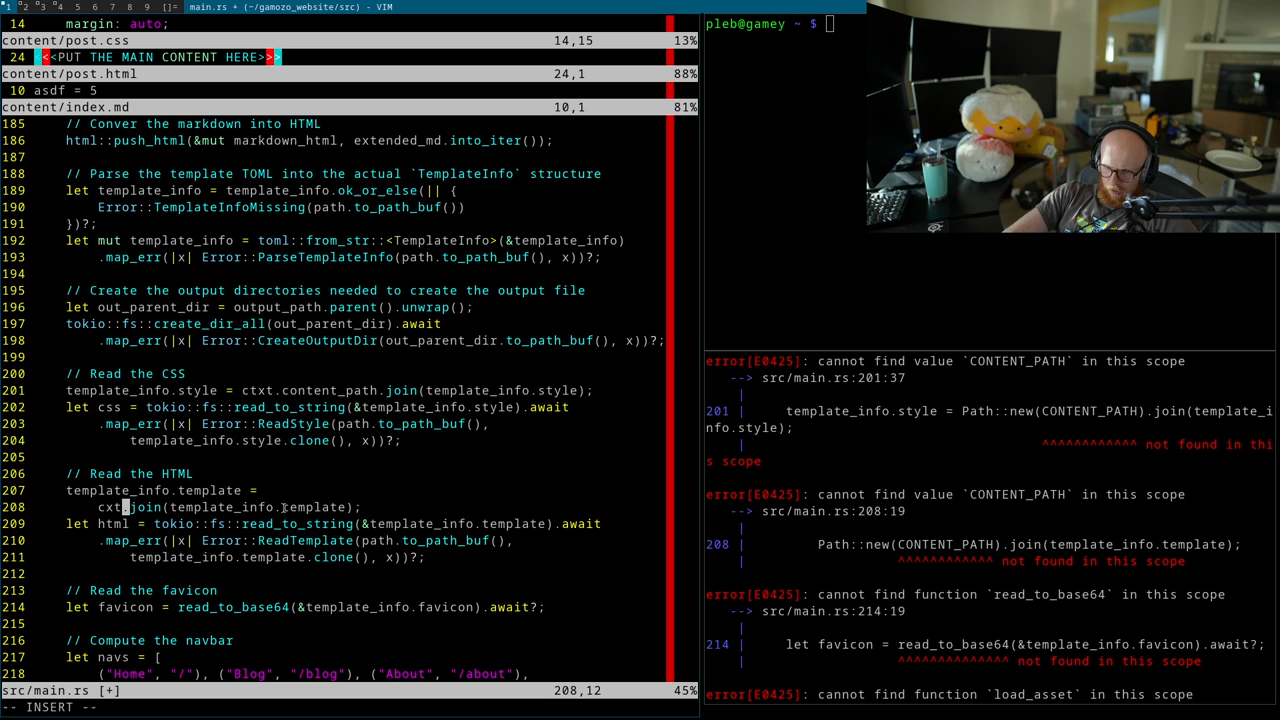 1 2 3 4 5 6 7 8 9 []= main.rs + (~/gamozo_website/src) - VIM
14     margin: auto;
content/post.css 14,15 13%
24 <<<PUT THE MAIN CONTENT HERE>>>
content/post.html 24,1 88%
10 asdf = 5
content/index.md 10,1 81%
185     // Conver the markdown into HTML
186     html::push_html(&mut markdown_html, extended_md.into_iter());
187
188     // Parse the template TOML into the actual `TemplateInfo` structure
189     let template_info = template_info.ok_or_else(|| {
190         Error::TemplateInfoMissing(path.to_path_buf())
191     })?;
192     let mut template_info = toml::from_str::<TemplateInfo>(&template_info)
193         .map_err(|x| Error::ParseTemplateInfo(path.to_path_buf(), x))?;
194
195     // Create the output directories needed to create the output file
196     let out_parent_dir = output_path.parent().unwrap();
197     tokio::fs::create_dir_all(out_parent_dir).await
198         .map_err(|x| Error::CreateOutputDir(out_parent_dir.to_path_buf(), x))?;
199
200     // Read the CSS
201     template_info.style = ctxt.content_path.join(template_info.style);
202     let css = tokio::fs::read_to_string(&template_info.style).await
203         .map_err(|x| Error::ReadStyle(path.to_path_buf(),
204             template_info.style.clone(), x))?;
205
206     // Read the HTML
207     template_info.template =
208         cxt.join(template_info.template);
209     let html = tokio::fs::read_to_string(&template_info.template).await
210         .map_err(|x| Error::ReadTemplate(path.to_path_buf(),
211             template_info.template.clone(), x))?;
212
213     // Read the favicon
214     let favicon = read_to_base64(&template_info.favicon).await?;
215
216     // Compute the navbar
217     let navs = [
218         ("Home", "/"), ("Blog", "/blog"), ("About", "/about"),
src/main.rs [+] 208,12 45%
-- INSERT --
pleb@gamey ~ $
error[E0425]: cannot find value `CONTENT_PATH` in this scope
   --> src/main.rs:201:37
    |
201 |     template_info.style = Path::new(CONTENT_PATH).join(template_i
nfo.style);
    |                                     ^^^^^^^^^^^^ not found in thi
s scope
error[E0425]: cannot find value `CONTENT_PATH` in this scope
   --> src/main.rs:208:19
    |
208 |         Path::new(CONTENT_PATH).join(template_info.template);
    |                   ^^^^^^^^^^^^ not found in this scope
error[E0425]: cannot find function `read_to_base64` in this scope
   --> src/main.rs:214:19
    |
214 |     let favicon = read_to_base64(&template_info.favicon).await?;
    |                   ^^^^^^^^^^^^^^ not found in this scope
error[E0425]: cannot find function `load_asset` in this scope